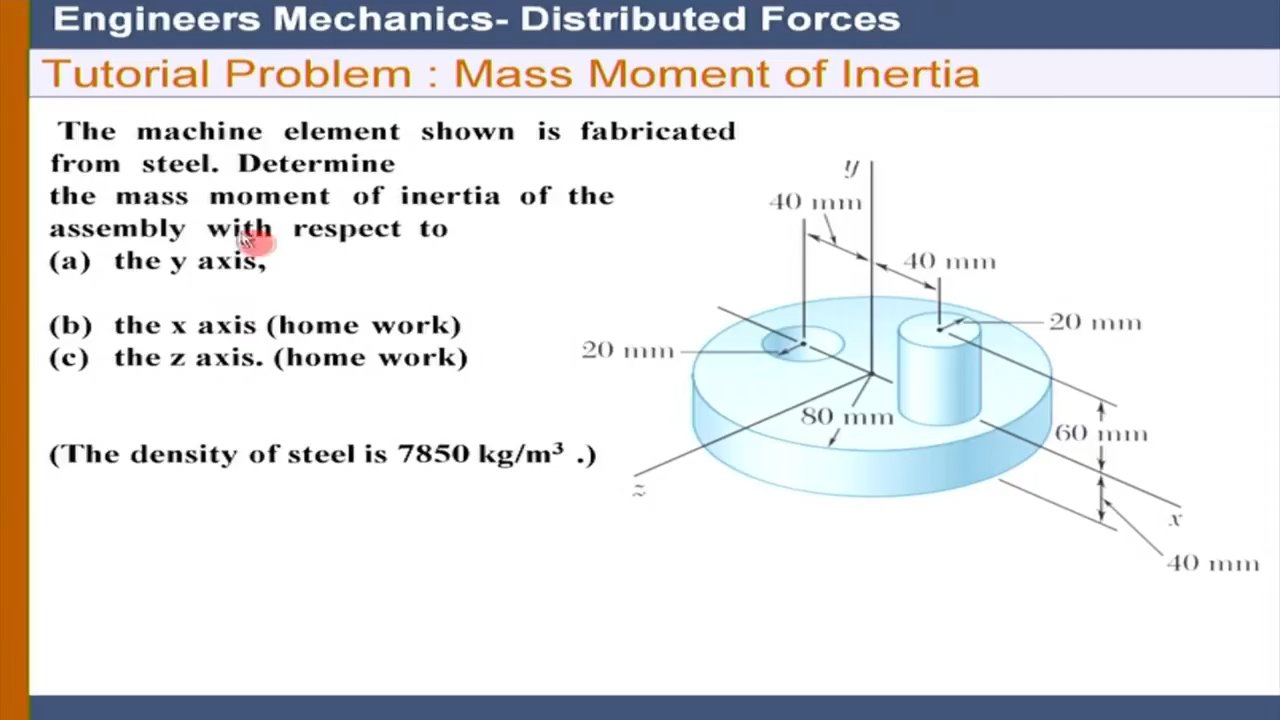 Engineers Mechanics- Distributed Forces
Tutorial Problem : Mass Moment of Inertia
The machine element shown is fabricated
from steel. Determine
the mass moment of inertia of the
assembly with respect to
(a) the y axis,
(b) the x axis (home work)
(c) the z axis. (home work)
(The density of steel is 7850 kg/m³ .)
y
40 mm
40 mm
20 mm
20 mm
80 mm
60 mm
z
x
40 mm